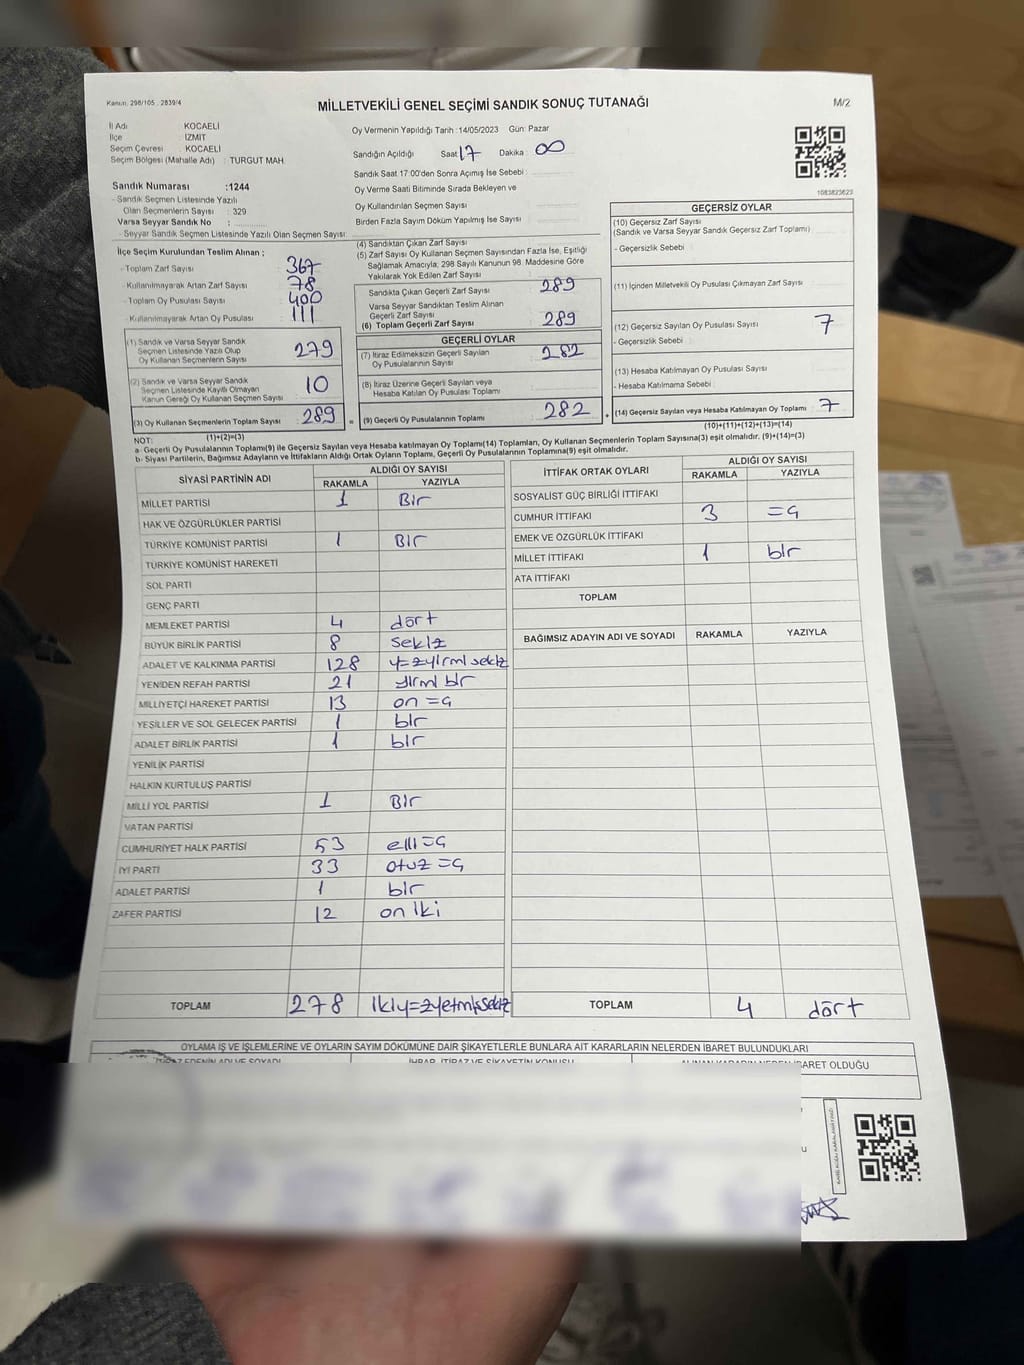 Kanun, 298/105 , 2839/4
MİLLETVEKİLİ GENEL SEÇİMİ SANDIK SONUÇ TUTANAĞI
M/2
İl Adı KOCAELİ
İlçe İZMİT
Seçim Çevresi KOCAELİ
Seçim Bölgesi (Mahalle Adı) : TURGUT MAH.
Oy Vermenin Yapıldığı Tarih : 14/05/2023 Gün: Pazar
Sandığın Açıldığı Saat 17 Dakika : 00
Sandık Saat 17:00'den Sonra Açımış İse Sebebi :
Oy Verme Saati Bitiminde Sırada Bekleyen ve
Oy Kullandırılan Seçmen Sayısı
Birden Fazla Sayım Döküm Yapılmış İse Sayısı
1083823623
Sandık Numarası :1244
- Sandık Seçmen Listesinde Yazılı
Olan Seçmenlerin Sayısı : 329
Varsa Seyyar Sandık No :
- Seyyar Sandık Seçmen Listesinde Yazılı Olan Seçmen Sayısı:
İlçe Seçim Kurulundan Teslim Alınan ;
- Toplam Zarf Sayısı 367
- Kullanılmayarak Artan Zarf Sayısı 78
- Toplam Oy Pusulası Sayısı 400
- Kullanılmayarak Artan Oy Pusulası 111
(1) Sandık ve Varsa Seyyar Sandık
Seçmen Listesinde Yazılı Olup
Oy Kullanan Seçmenlerin Sayısı 279
(2) Sandık ve Varsa Seyyar Sandık
Seçmen Listesinde Kayıtlı Olmayan
Kanun Gereği Oy Kullanan Seçmen Sayısı 10
(3) Oy Kullanan Seçmenlerin Toplam Sayısı 289
(1)+(2)=(3)
(4) Sandıktan Çıkan Zarf Sayısı
(5) Zarf Sayısı Oy Kullanan Seçmen Sayısından Fazla İse, Eşitliği
Sağlamak Amacıyla; 298 Sayılı Kanunun 98. Maddesine Göre
Yakılarak Yok Edilen Zarf Sayısı
Sandıkta Çıkan Geçerli Zarf Sayısı 289
Varsa Seyyar Sandıktan Teslim Alınan
Geçerli Zarf Sayısı
(6) Toplam Geçerli Zarf Sayısı 289
GEÇERLİ OYLAR
(7) İtiraz Edilmeksizin Geçerli Sayılan
Oy Pusulalarının Sayısı 282
(8) İtiraz Üzerine Geçerli Sayılan veya
Hesaba Katılan Oy Pusulası Toplamı
= (9) Geçerli Oy Pusulalarının Toplamı 282
GEÇERSİZ OYLAR
(10) Geçersiz Zarf Sayısı
(Sandık ve Varsa Seyyar Sandık Geçersiz Zarf Toplamı)
- Geçersizlik Sebebi
(11) İçinden Milletvekili Oy Pusulası Çıkmayan Zarf Sayısı
(12) Geçersiz Sayılan Oy Pusulası Sayısı 7
- Geçersizlik Sebebi
(13) Hesaba Katılmayan Oy Pusulası Sayısı
- Hesaba Katılmama Sebebi
+ (14) Geçersiz Sayılan veya Hesaba Katılmayan Oy Toplamı 7
(10)+(11)+(12)+(13)=(14)
NOT:
a- Geçerli Oy Pusulalarının Toplamı(9) ile Geçersiz Sayılan veya Hesaba katılmayan Oy Toplamı(14) Toplamları, Oy Kullanan Seçmenlerin Toplam Sayısına(3) eşit olmalıdır. (9)+(14)=(3)
b- Siyasi Partilerin, Bağımsız Adayların ve İttifakların Aldığı Ortak Oyların Toplamı, Geçerli Oy Pusulalarının Toplamına(9) eşit olmalıdır.
SİYASİ PARTİNİN ADI ALDIĞI OY SAYISI
RAKAMLA YAZIYLA
MİLLET PARTİSİ 1 Bir
HAK VE ÖZGÜRLÜKLER PARTİSİ
TÜRKİYE KOMÜNİST PARTİSİ 1 Bir
TÜRKİYE KOMÜNİST HAREKETİ
SOL PARTİ
GENÇ PARTİ
MEMLEKET PARTİSİ 4 dört
BÜYÜK BİRLİK PARTİSİ 8 sekiz
ADALET VE KALKINMA PARTİSİ 128 yüzyirmi sekiz
YENİDEN REFAH PARTİSİ 21 yirmi bir
MİLLİYETÇİ HAREKET PARTİSİ 13 on üç
YEŞİLLER VE SOL GELECEK PARTİSİ 1 bir
ADALET BİRLİK PARTİSİ 1 bir
YENİLİK PARTİSİ
HALKIN KURTULUŞ PARTİSİ
MİLLİ YOL PARTİSİ 1 Bir
VATAN PARTİSİ
CUMHURİYET HALK PARTİSİ 53 elli üç
İYİ PARTİ 33 otuz üç
ADALET PARTİSİ 1 bir
ZAFER PARTİSİ 12 on iki
TOPLAM 278 ikiyüzyetmişsekiz
İTTİFAK ORTAK OYLARI ALDIĞI OY SAYISI
RAKAMLA YAZIYLA
SOSYALİST GÜÇ BİRLİĞİ İTTİFAKI
CUMHUR İTTİFAKI 3 üç
EMEK VE ÖZGÜRLÜK İTTİFAKI
MİLLET İTTİFAKI 1 bir
ATA İTTİFAKI
TOPLAM
BAĞIMSIZ ADAYIN ADI VE SOYADI RAKAMLA YAZIYLA
TOPLAM 4 dört
OYLAMA İŞ VE İŞLEMLERİNE VE OYLARIN SAYIM DÖKÜMÜNE DAİR ŞİKAYETLERLE BUNLARA AİT KARARLARIN NELERDEN İBARET BULUNDUKLARI
İTİRAZ EDENİN ADI VE SOYADI İHBAR, İTİRAZ VE ŞİKAYETİN KONUSU ALINAN KARARIN NEDEN İBARET OLDUĞU